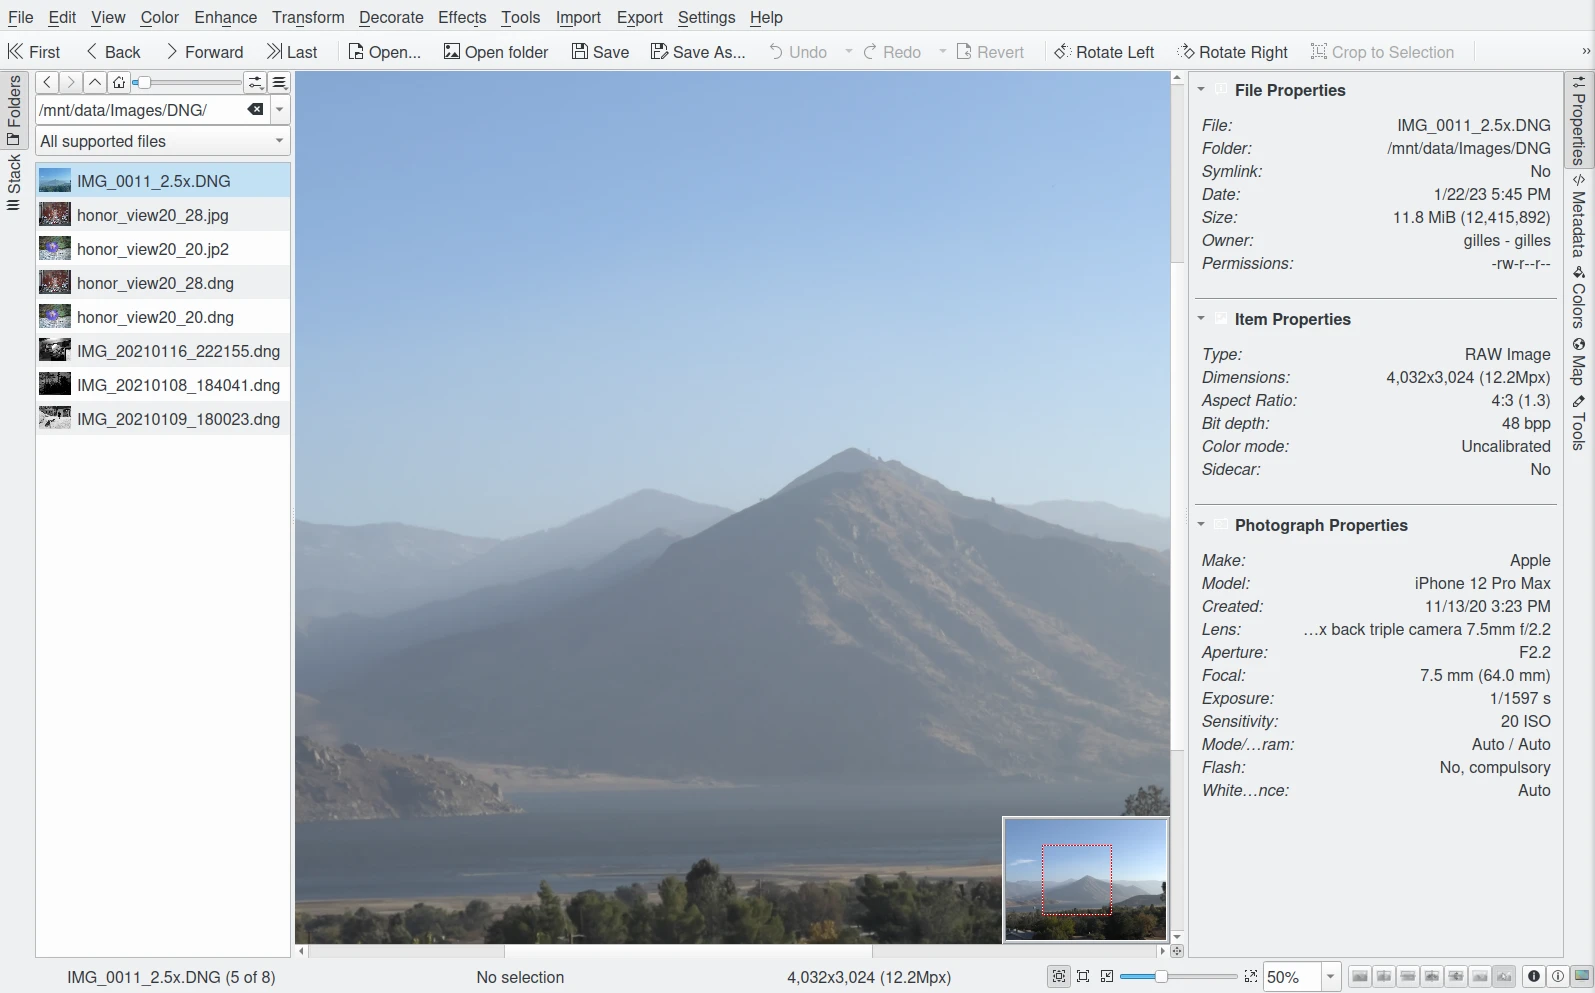 File Edit View Color Enhance Transform Decorate Effects Tools Import Export Settings Help
First Back Forward Last Open... Open folder Save Save As... Undo Redo Revert Rotate Left Rotate Right Crop to Selection »
Folders
Stack
/mnt/data/Images/DNG/
All supported files
IMG_0011_2.5x.DNG
honor_view20_28.jpg
honor_view20_20.jp2
honor_view20_28.dng
honor_view20_20.dng
IMG_20210116_222155.dng
IMG_20210108_184041.dng
IMG_20210109_180023.dng
File Properties
File: IMG_0011_2.5x.DNG
Folder: /mnt/data/Images/DNG
Symlink: No
Date: 1/22/23 5:45 PM
Size: 11.8 MiB (12,415,892)
Owner: gilles - gilles
Permissions: -rw-r--r--
Item Properties
Type: RAW Image
Dimensions: 4,032x3,024 (12.2Mpx)
Aspect Ratio: 4:3 (1.3)
Bit depth: 48 bpp
Color mode: Uncalibrated
Sidecar: No
Photograph Properties
Make: Apple
Model: iPhone 12 Pro Max
Created: 11/13/20 3:23 PM
Lens: …x back triple camera 7.5mm f/2.2
Aperture: F2.2
Focal: 7.5 mm (64.0 mm)
Exposure: 1/1597 s
Sensitivity: 20 ISO
Mode/…ram: Auto / Auto
Flash: No, compulsory
White…nce: Auto
Properties
Metadata
Colors
Map
Tools
IMG_0011_2.5x.DNG (5 of 8) No selection 4,032x3,024 (12.2Mpx) 50%